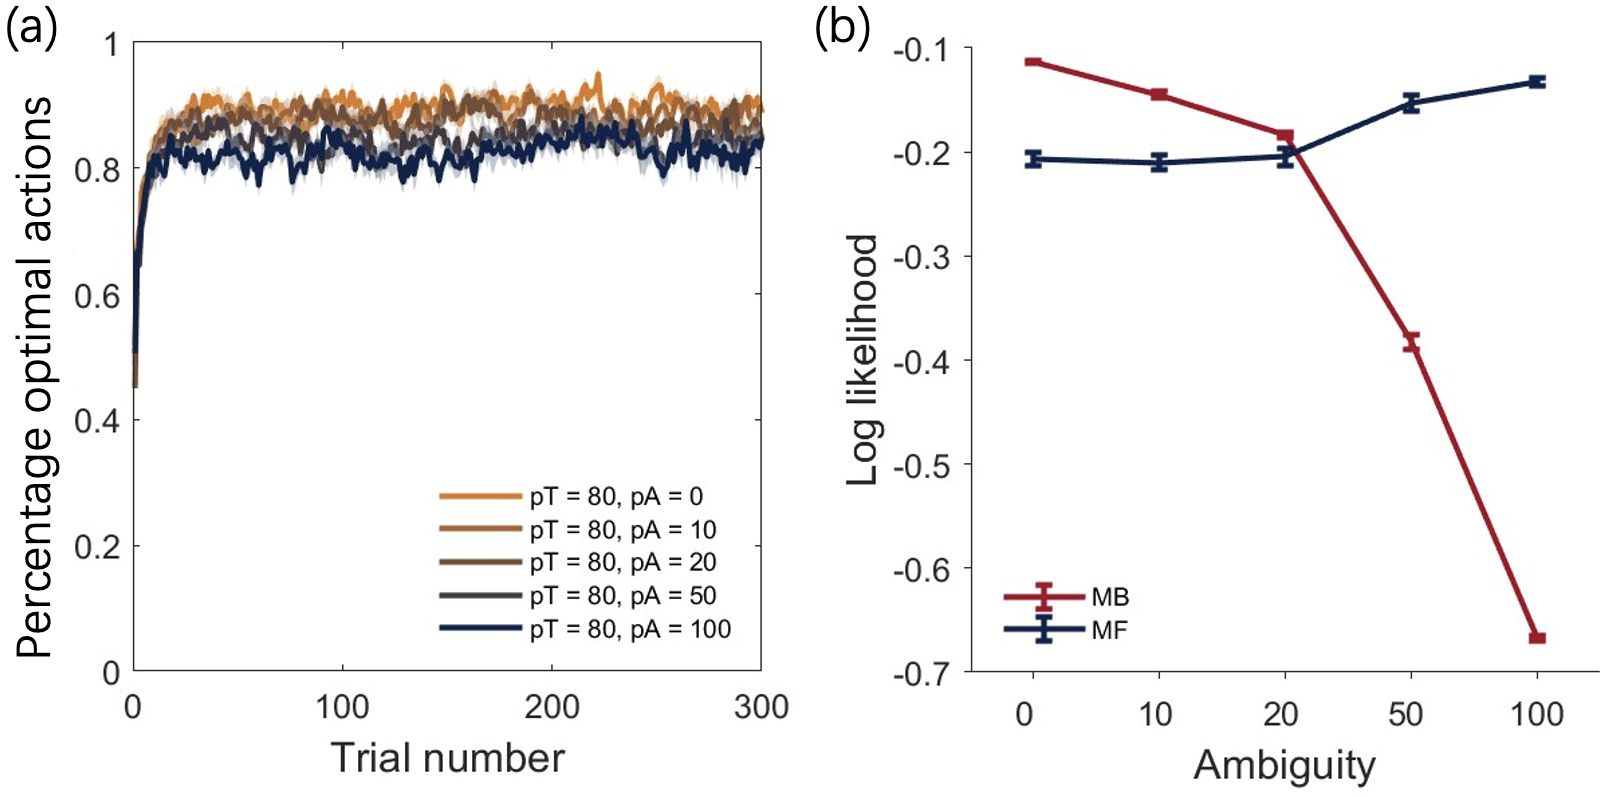 (a)
Percentage optimal actions
1
0.8
0.6
0.4
0.2
0
0
100
200
300
Trial number
pT = 80, pA = 0
pT = 80, pA = 10
pT = 80, pA = 20
pT = 80, pA = 50
pT = 80, pA = 100
(b)
Log likelihood
-0.1
-0.2
-0.3
-0.4
-0.5
-0.6
-0.7
0
10
20
50
100
Ambiguity
MB
MF